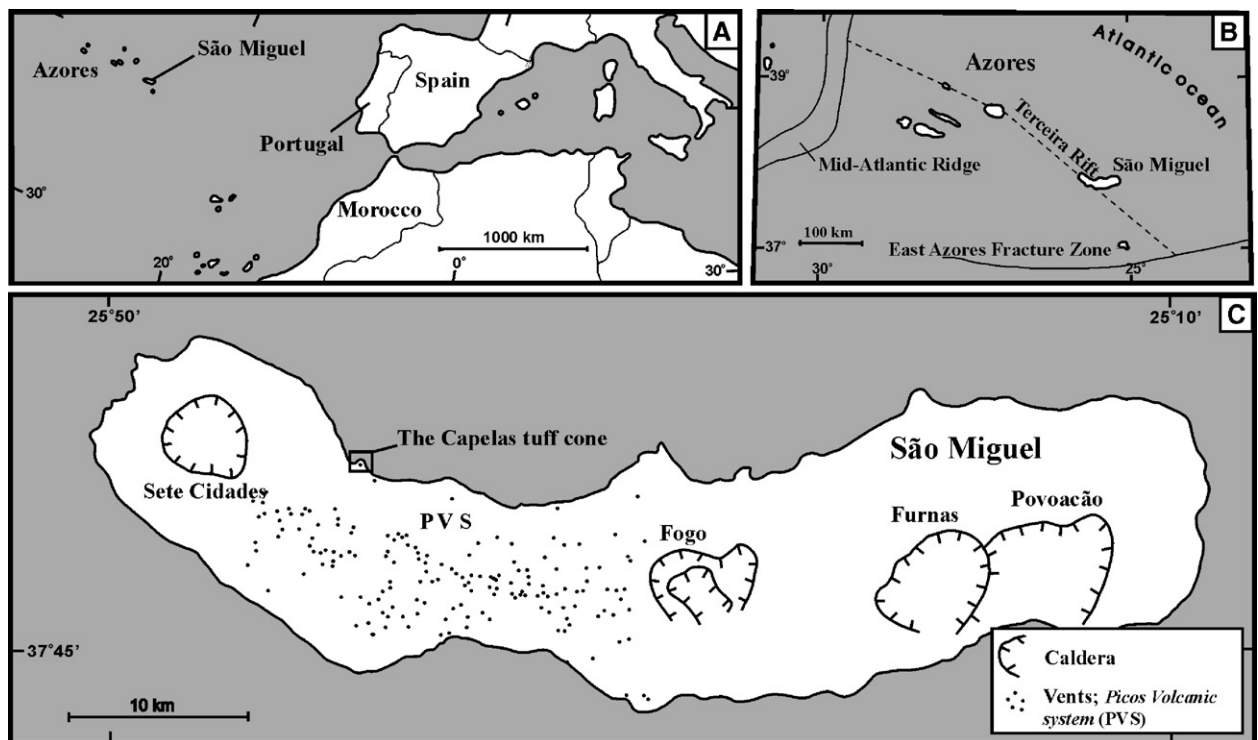 A
São Miguel
Azores
Spain
Portugal
30°
Morocco
1000 km
20°
0°
30°
B
Atlantic ocean
Azores
39°
Terceira Rift
Mid-Atlantic Ridge
São Miguel
100 km
37°
East Azores Fracture Zone
30°
25°
25°50'
25°10'
C
The Capelas tuff cone
São Miguel
Sete Cidades
PVS
Povoacão
Furnas
Fogo
37°45'
10 km
Caldera
Vents; Picos Volcanic
system (PVS)